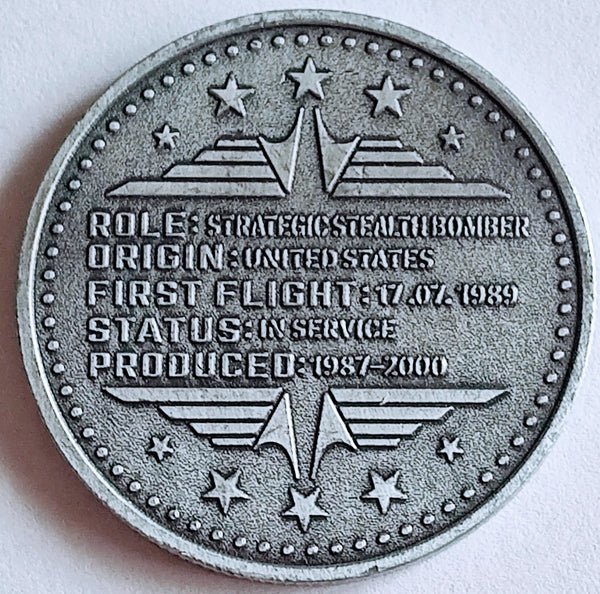 ROLE: STRATEGIC STEALTH BOMBER
ORIGIN: UNITED STATES
FIRST FLIGHT: 17.07.1989
STATUS: IN SERVICE
PRODUCED: 1987-2000